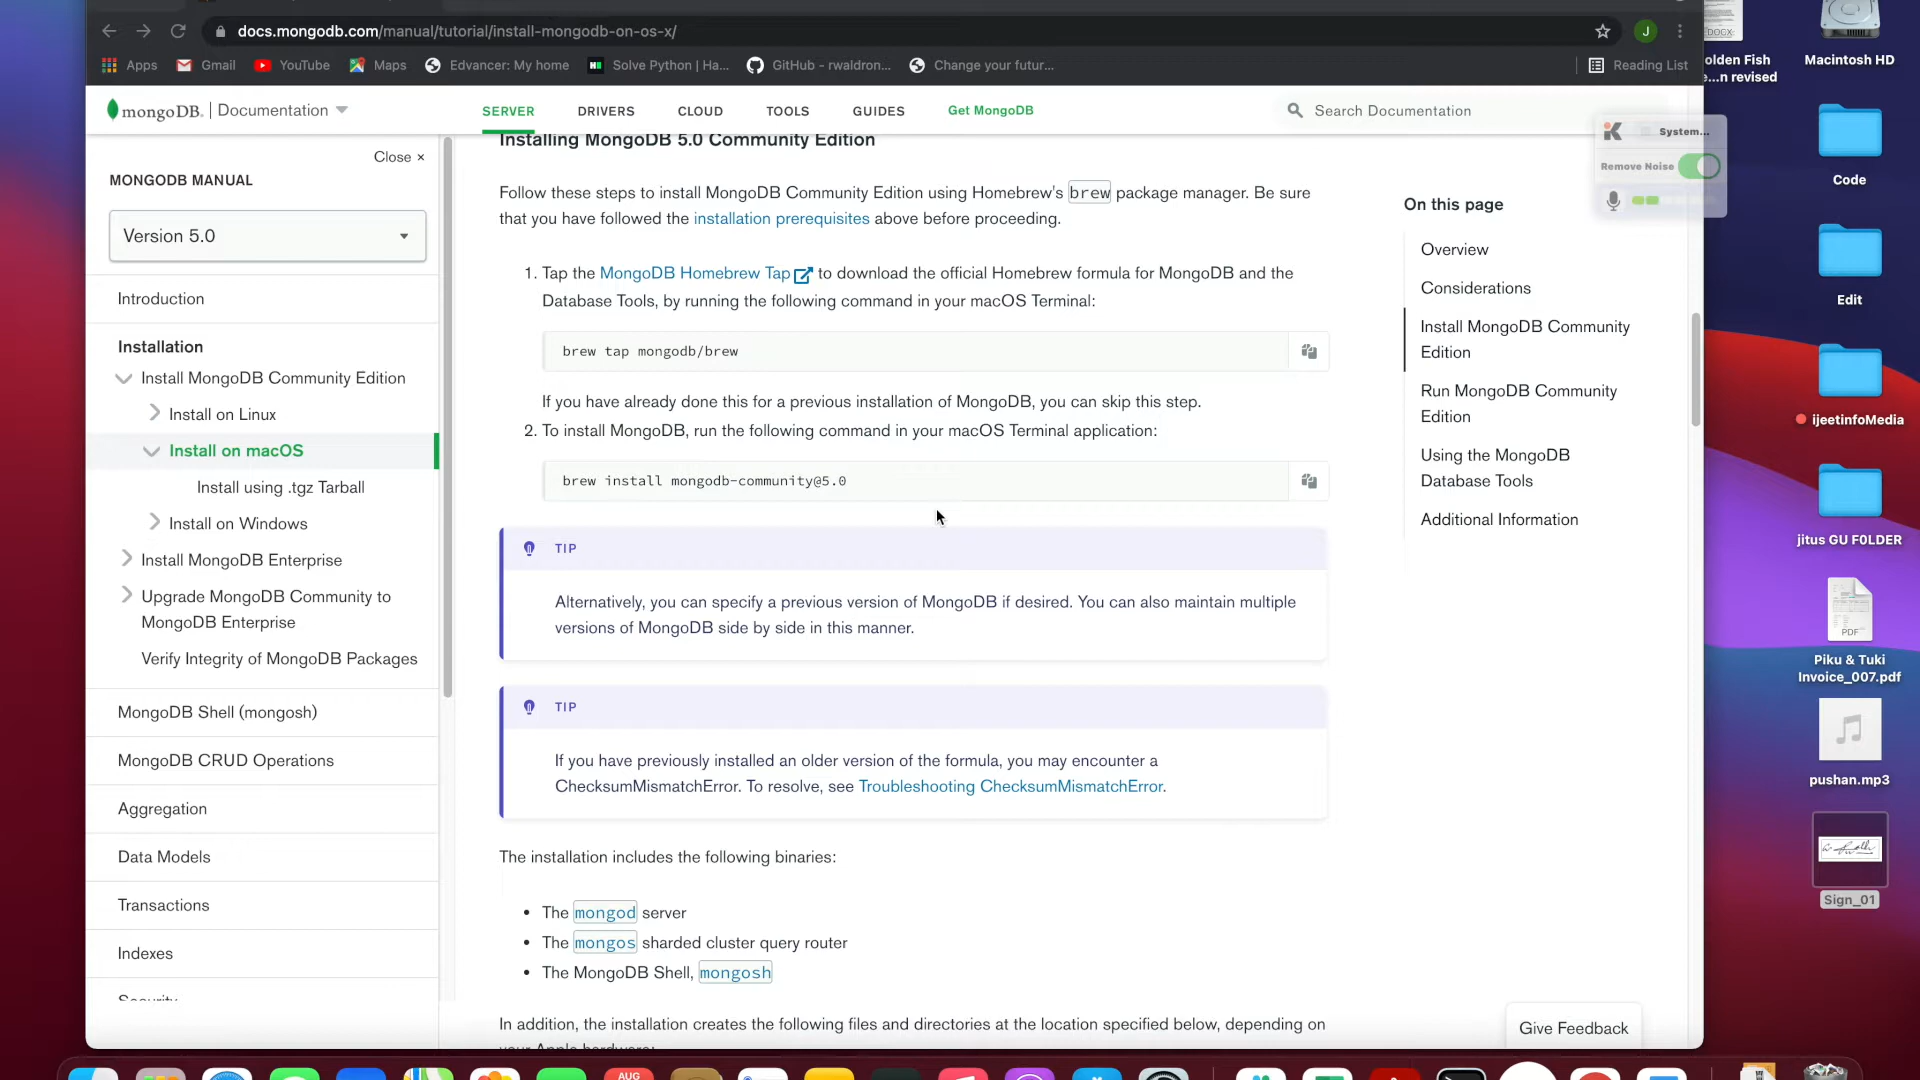 docs.mongodb.com/manual/tutorial/install-mongodb-on-os-x/
J
Apps
Gmail
YouTube
Maps
Edvancer: My home
Solve Python | Ha...
GitHub - rwaldron...
Change your futur...
Reading List
mongoDB. | Documentation
SERVER
DRIVERS
CLOUD
TOOLS
GUIDES
Get MongoDB
Search Documentation
Close ×
MONGODB MANUAL
Version 5.0
Introduction
Installation
Install MongoDB Community Edition
Install on Linux
Install on macOS
Install using .tgz Tarball
Install on Windows
Install MongoDB Enterprise
Upgrade MongoDB Community to
MongoDB Enterprise
Verify Integrity of MongoDB Packages
MongoDB Shell (mongosh)
MongoDB CRUD Operations
Aggregation
Data Models
Transactions
Indexes
Security
Installing MongoDB 5.0 Community Edition
Follow these steps to install MongoDB Community Edition using Homebrew's brew package manager. Be sure
that you have followed the installation prerequisites above before proceeding.
1. Tap the MongoDB Homebrew Tap to download the official Homebrew formula for MongoDB and the
Database Tools, by running the following command in your macOS Terminal:
brew tap mongodb/brew
If you have already done this for a previous installation of MongoDB, you can skip this step.
2. To install MongoDB, run the following command in your macOS Terminal application:
brew install mongodb-community@5.0
TIP
Alternatively, you can specify a previous version of MongoDB if desired. You can also maintain multiple
versions of MongoDB side by side in this manner.
TIP
If you have previously installed an older version of the formula, you may encounter a
ChecksumMismatchError. To resolve, see Troubleshooting ChecksumMismatchError.
The installation includes the following binaries:
• The mongod server
• The mongos sharded cluster query router
• The MongoDB Shell, mongosh
In addition, the installation creates the following files and directories at the location specified below, depending on
your Apple hardware:
On this page
Overview
Considerations
Install MongoDB Community
Edition
Run MongoDB Community
Edition
Using the MongoDB
Database Tools
Additional Information
Give Feedback
System...
Remove Noise
DOCX
olden Fish
e...n revised
Macintosh HD
Code
Edit
ijeetinfoMedia
jitus GU F0LDER
PDF
Piku & Tuki
Invoice_007.pdf
pushan.mp3
Sign_01
AUG